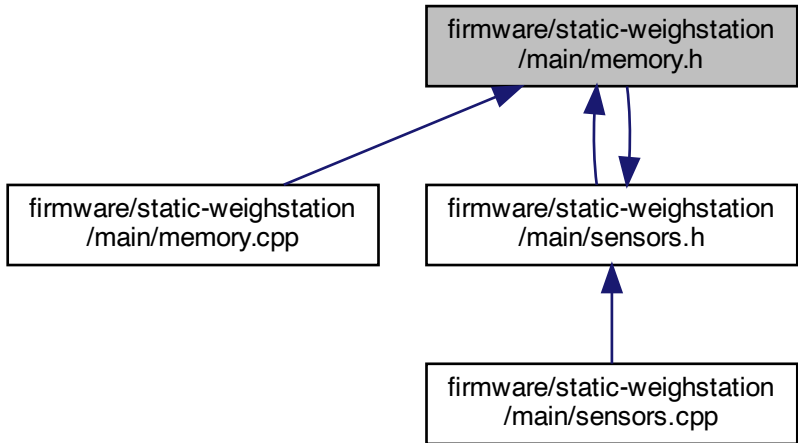 firmware/static-weighstation
/main/memory.h
firmware/static-weighstation
/main/memory.cpp
firmware/static-weighstation
/main/sensors.h
firmware/static-weighstation
/main/sensors.cpp